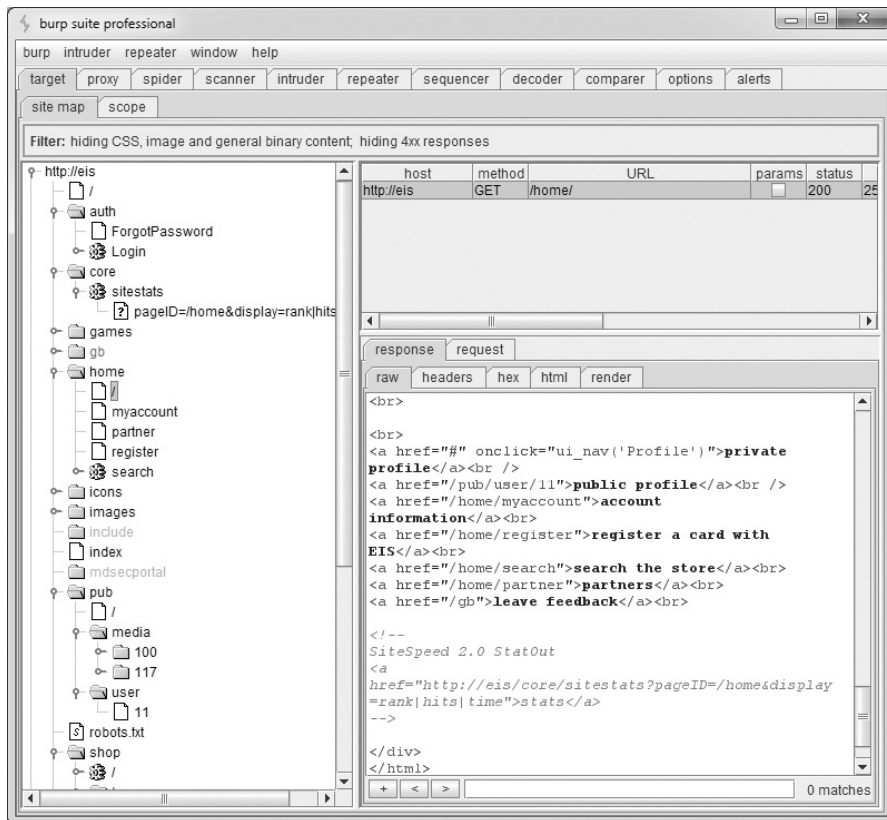 burp suite professional
burp intruder repeater window help
target proxy spider scanner intruder repeater sequencer decoder comparer options alerts
site map scope
Filter: hiding CSS, image and general binary content; hiding 4xx responses
http://eis
/
auth
ForgotPassword
Login
core
sitestats
pageID=/home&display=rank|hits
games
gb
home
/
myaccount
partner
register
search
icons
images
include
index
mdsecportal
pub
/
media
100
117
user
11
robots.txt
shop
/
host method URL params status
http://eis GET /home/ 200 25
response request
raw headers hex html render
<br>
<br>
<a href="#" onclick="ui_nav('Profile')">private
profile</a><br />
<a href="/pub/user/11">public profile</a><br />
<a href="/home/myaccount">account
information</a><br>
<a href="/home/register">register a card with
EIS</a><br>
<a href="/home/search">search the store</a><br>
<a href="/home/partner">partners</a><br>
<a href="/gb">leave feedback</a><br>
<!--
SiteSpeed 2.0 StatOut
<a
href="http://eis/core/sitestats?pageID=/home&display
=rank|hits|time">stats</a>
-->
</div>
</html>
+ < > 0 matches